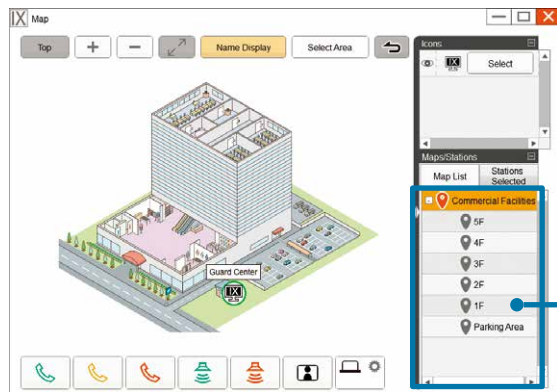 IX Map
Top
+
−
Name Display
Select Area
Icons
IX
Select
Maps/Stations
Map List
Stations
Selected
Commercial Facilities
5F
4F
3F
2F
1F
Parking Area
Guard Center
IX